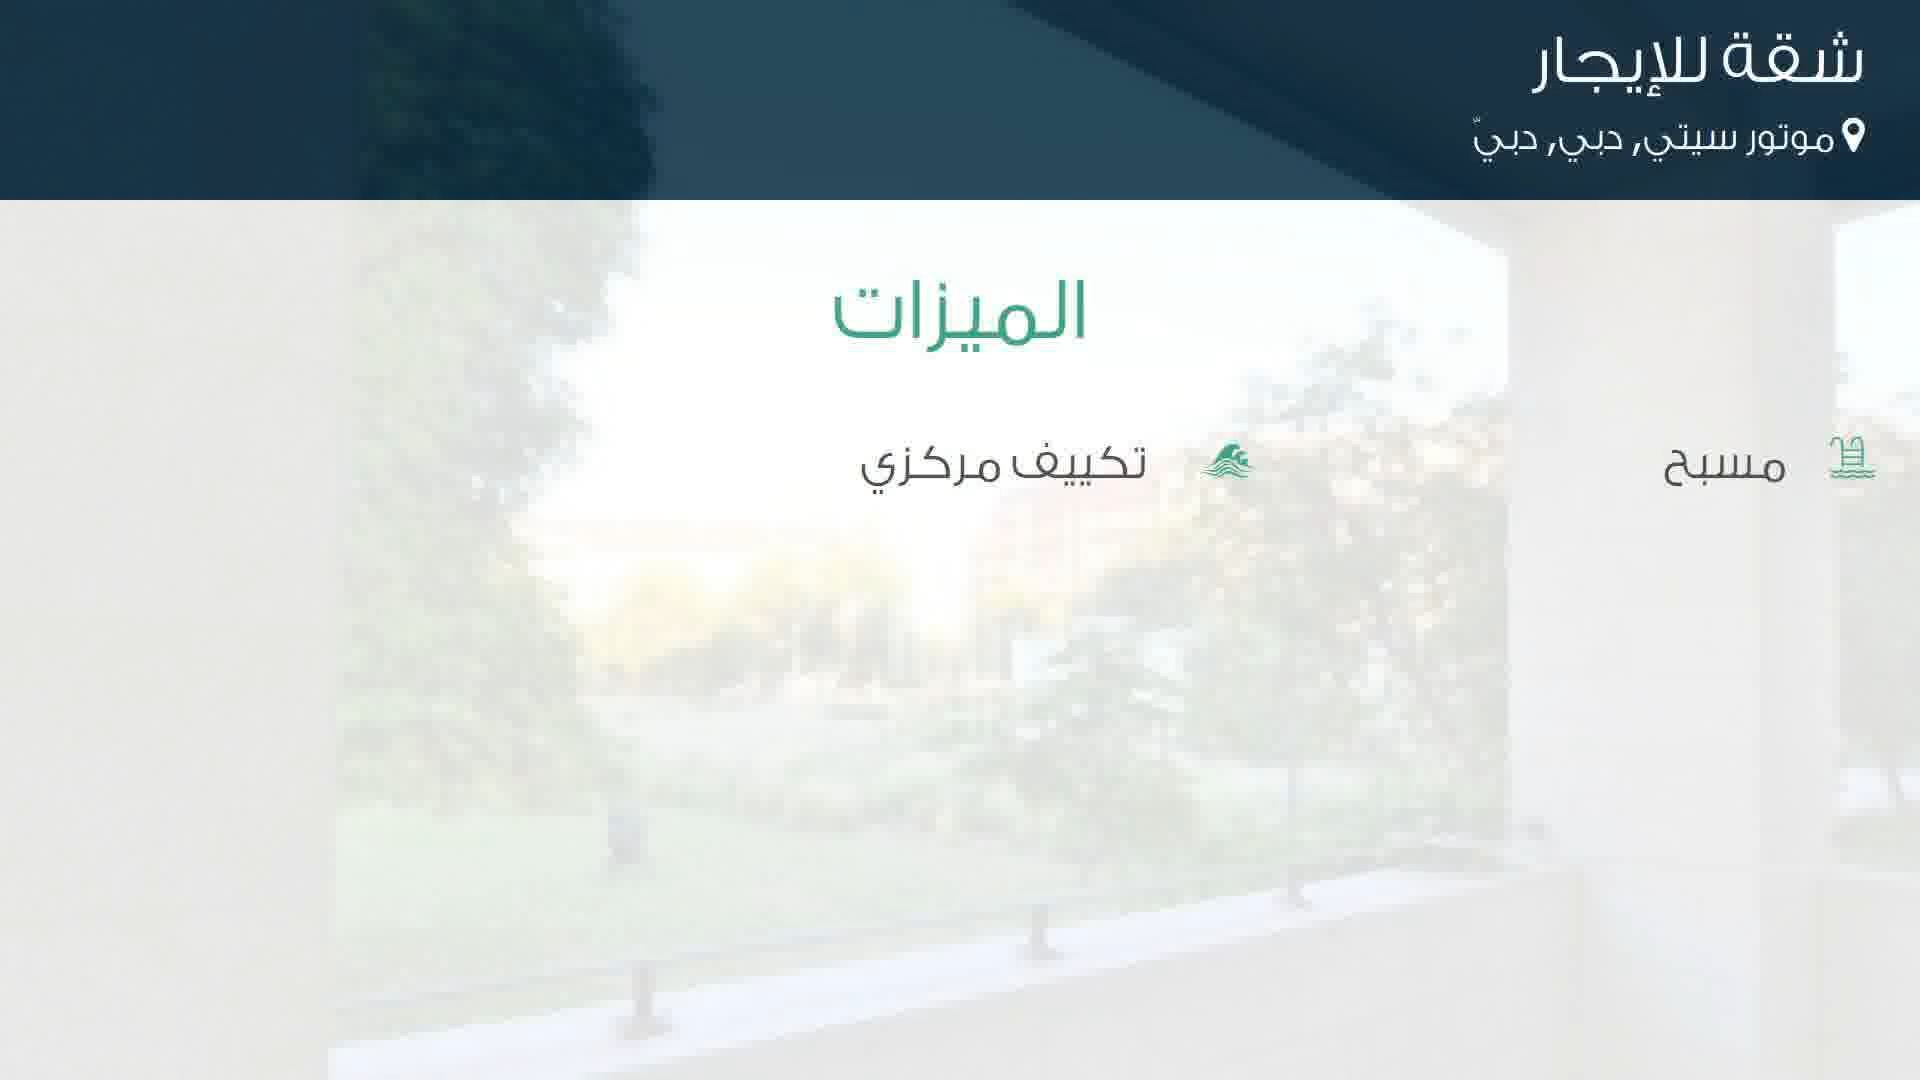 شقة للإيجار
موتور سيتي, دبي, دبيّ
الميزات
مسبح
تكييف مركزي